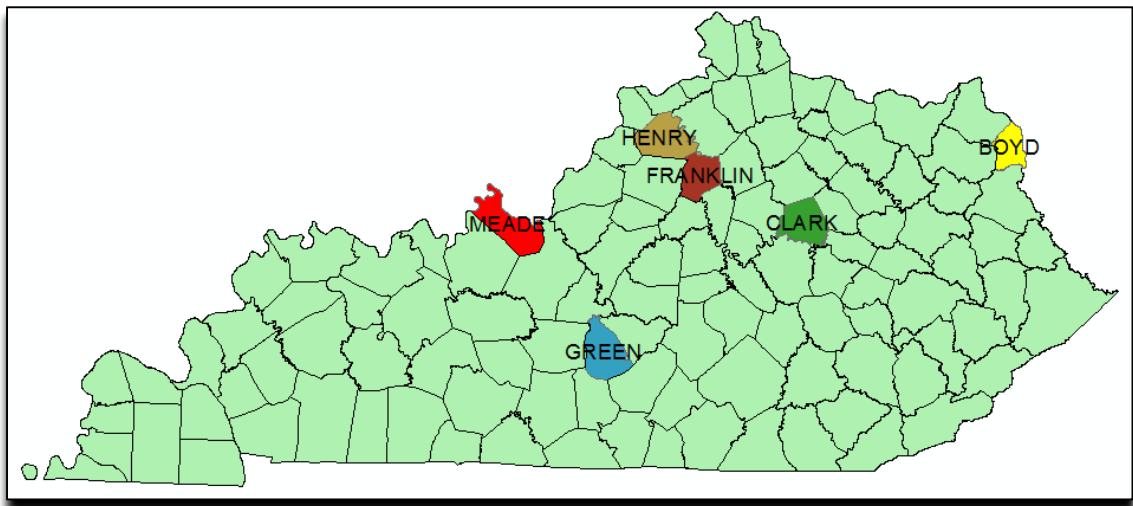 HENRY
BOYD
FRANKLIN
MEADE
CLARK
GREEN